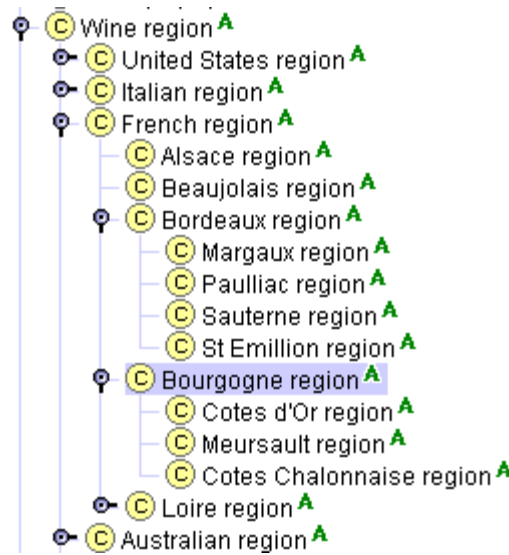 C Wine region A
C United States region A
C Italian region A
C French region A
C Alsace region A
C Beaujolais region A
C Bordeaux region A
C Margaux region A
C Paulliac region A
C Sauterne region A
C St Emillion region A
C Bourgogne region A
C Cotes d'Or region A
C Meursault region A
C Cotes Chalonnaise region A
C Loire region A
C Australian region A